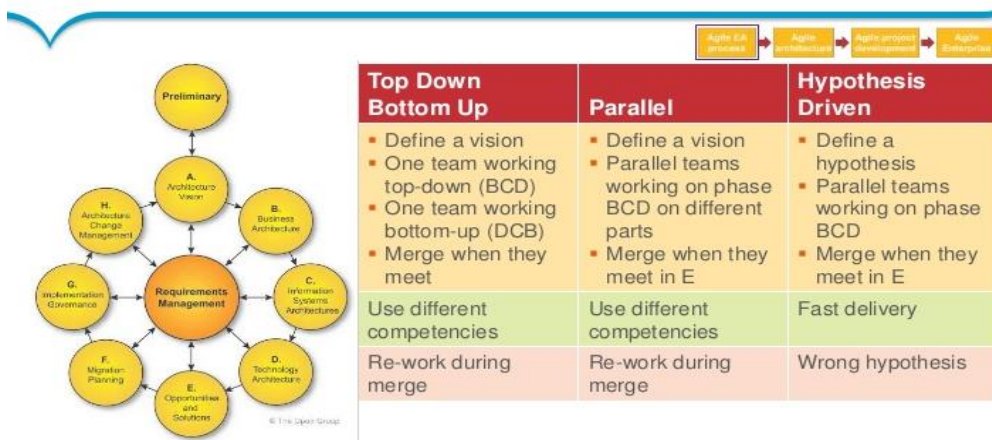 Agile EA
process
Agile
architecture
Agile project
development
Agile
Enterprise
Preliminary
A.
Architecture
Vision
H.
Architecture
Change
Management
B.
Business
Architecture
G.
Implementation
Governance
Requirements
Management
C.
Information
Systems
Architectures
F.
Migration
Planning
D.
Technology
Architecture
E.
Opportunities
and
Solutions
© The Open Group
Top Down
Bottom Up
▪ Define a vision
▪ One team working
top-down (BCD)
▪ One team working
bottom-up (DCB)
▪ Merge when they
meet
Use different
competencies
Re-work during
merge
Parallel
▪ Define a vision
▪ Parallel teams
working on phase
BCD on different
parts
▪ Merge when they
meet in E
Use different
competencies
Re-work during
merge
Hypothesis
Driven
▪ Define a
hypothesis
▪ Parallel teams
working on phase
BCD
▪ Merge when they
meet in E
Fast delivery
Wrong hypothesis